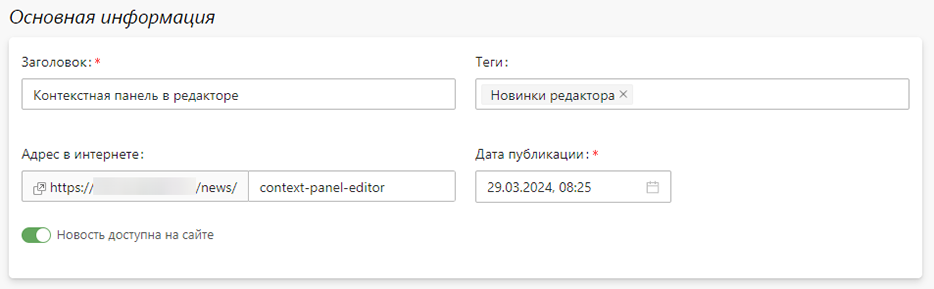 Основная информация
Заголовок: *
Теги:
Контекстная панель в редакторе
Новинки редактора ×
Адрес в интернете:
Дата публикации: *
https:// /news/ context-panel-editor
29.03.2024, 08:25
Новость доступна на сайте